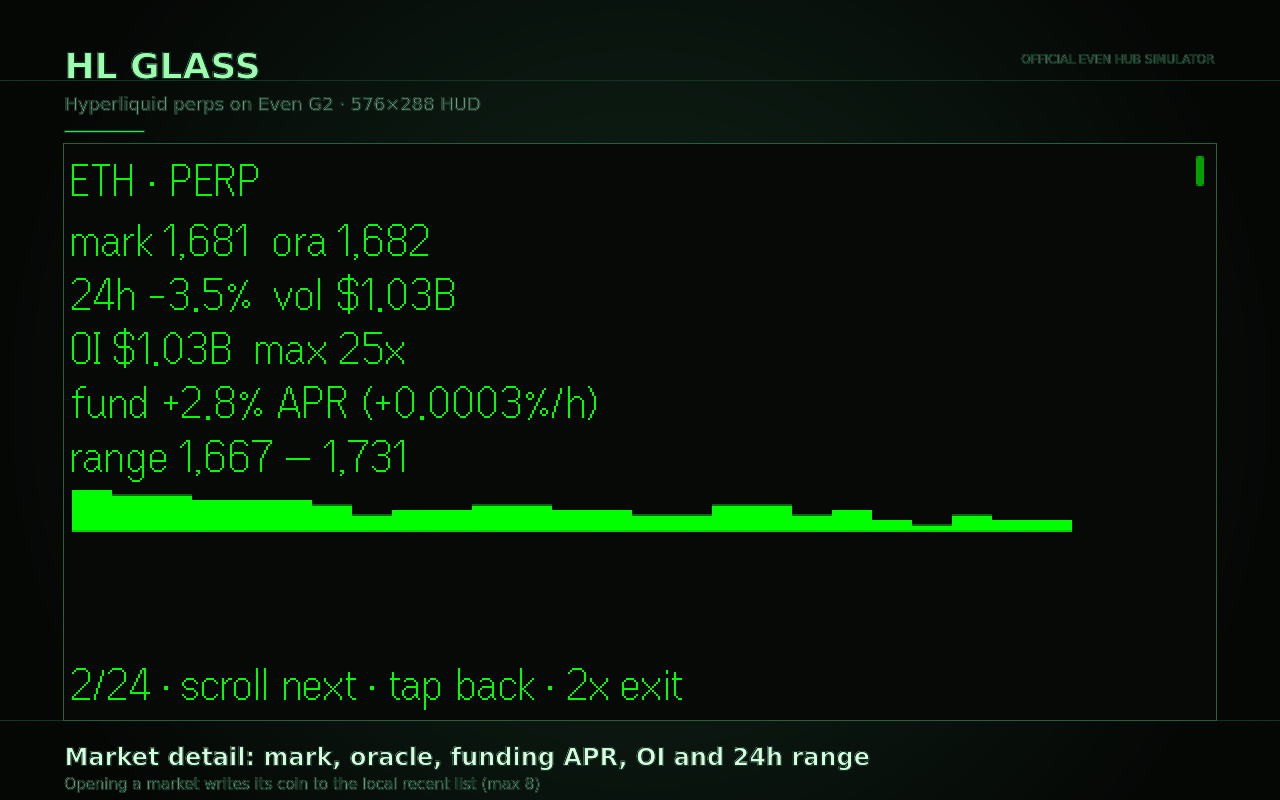 HL GLASS
OFFICIAL EVEN HUB SIMULATOR
Hyperliquid perps on Even G2 · 576×288 HUD
ETH · PERP
mark 1,681 ora 1,682
24h -3.5% vol $1.03B
OI $1.03B max 25x
fund +2.8% APR (+0.0003%/h)
range 1,667 — 1,731
2/24 · scroll next · tap back · 2x exit
Market detail: mark, oracle, funding APR, OI and 24h range
Opening a market writes its coin to the local recent list (max 8)